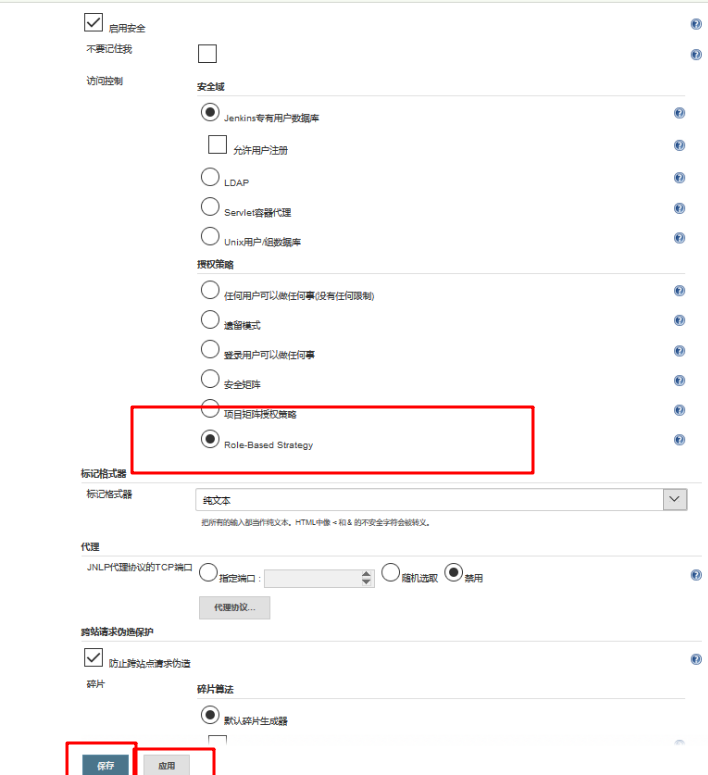 启用安全
不要记住我
访问控制
安全域
Jenkins专有用户数据库
允许用户注册
LDAP
Servlet容器代理
Unix用户/组数据库
授权策略
任何用户可以做任何事(没有任何限制)
遗留模式
登录用户可以做任何事
安全矩阵
项目矩阵授权策略
Role-Based Strategy
标记格式器
标记格式器 纯文本
把所有的输入都当作纯文本。HTML中像 < 和 & 的不安全字符会被转义。
代理
JNLP代理协议的TCP端口 指定端口 : 随机选取 禁用
代理协议...
跨站请求伪造保护
防止跨站点请求伪造
碎片
碎片算法
默认碎片生成器
保存 应用